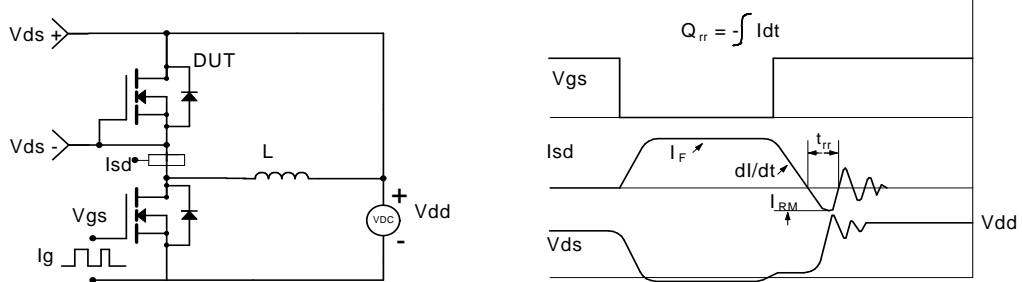 Vds +
DUT
Vds -
Isd
L
Vgs
Ig
+
VDC
-
Vdd
Q rr = -∫ Idt
Vgs
Isd
I F
dI/dt
t rr
I RM
Vds
Vdd